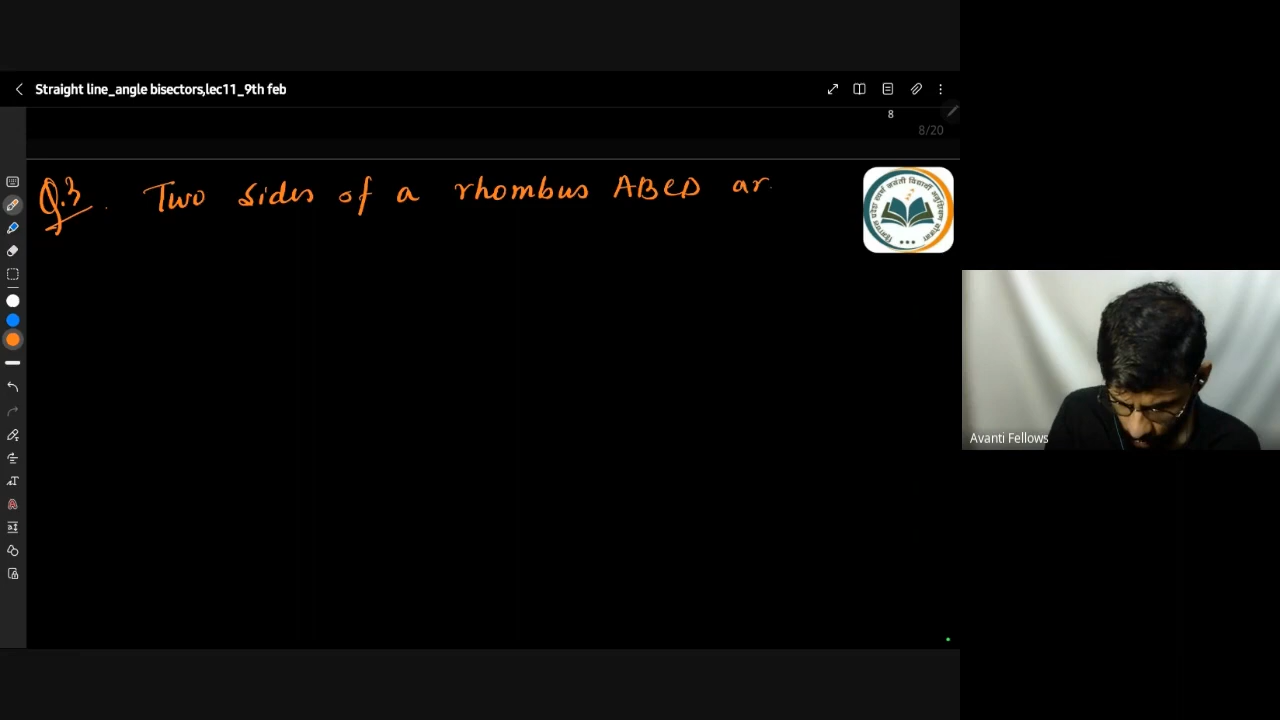 Straight line_angle bisectors,lec11_9th feb
8
8/20
Q.3. Two sides of a rhombus ABCD ar
Avanti Fellows